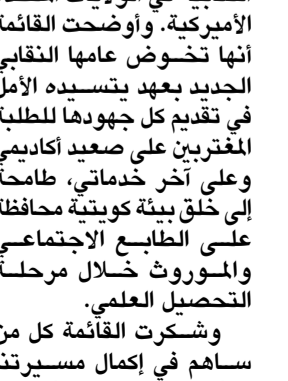 الأميركية. وأوضحت القائمة
أنها تخوض عامها النقابي
الجديد بعهد يتسيده الأمل
في تقديم كل جهودها للطلبة
المغتربين على صعيد أكاديمي
وعلى آخر خدماتي، طامحة
إلى خلق بيئة كويتية محافظة
على الطابع الاجتماعي
والموروث خلال مرحلة
التحصيل العلمي.
وشكرت القائمة كل من
ساهم في إكمال مسيرتنا